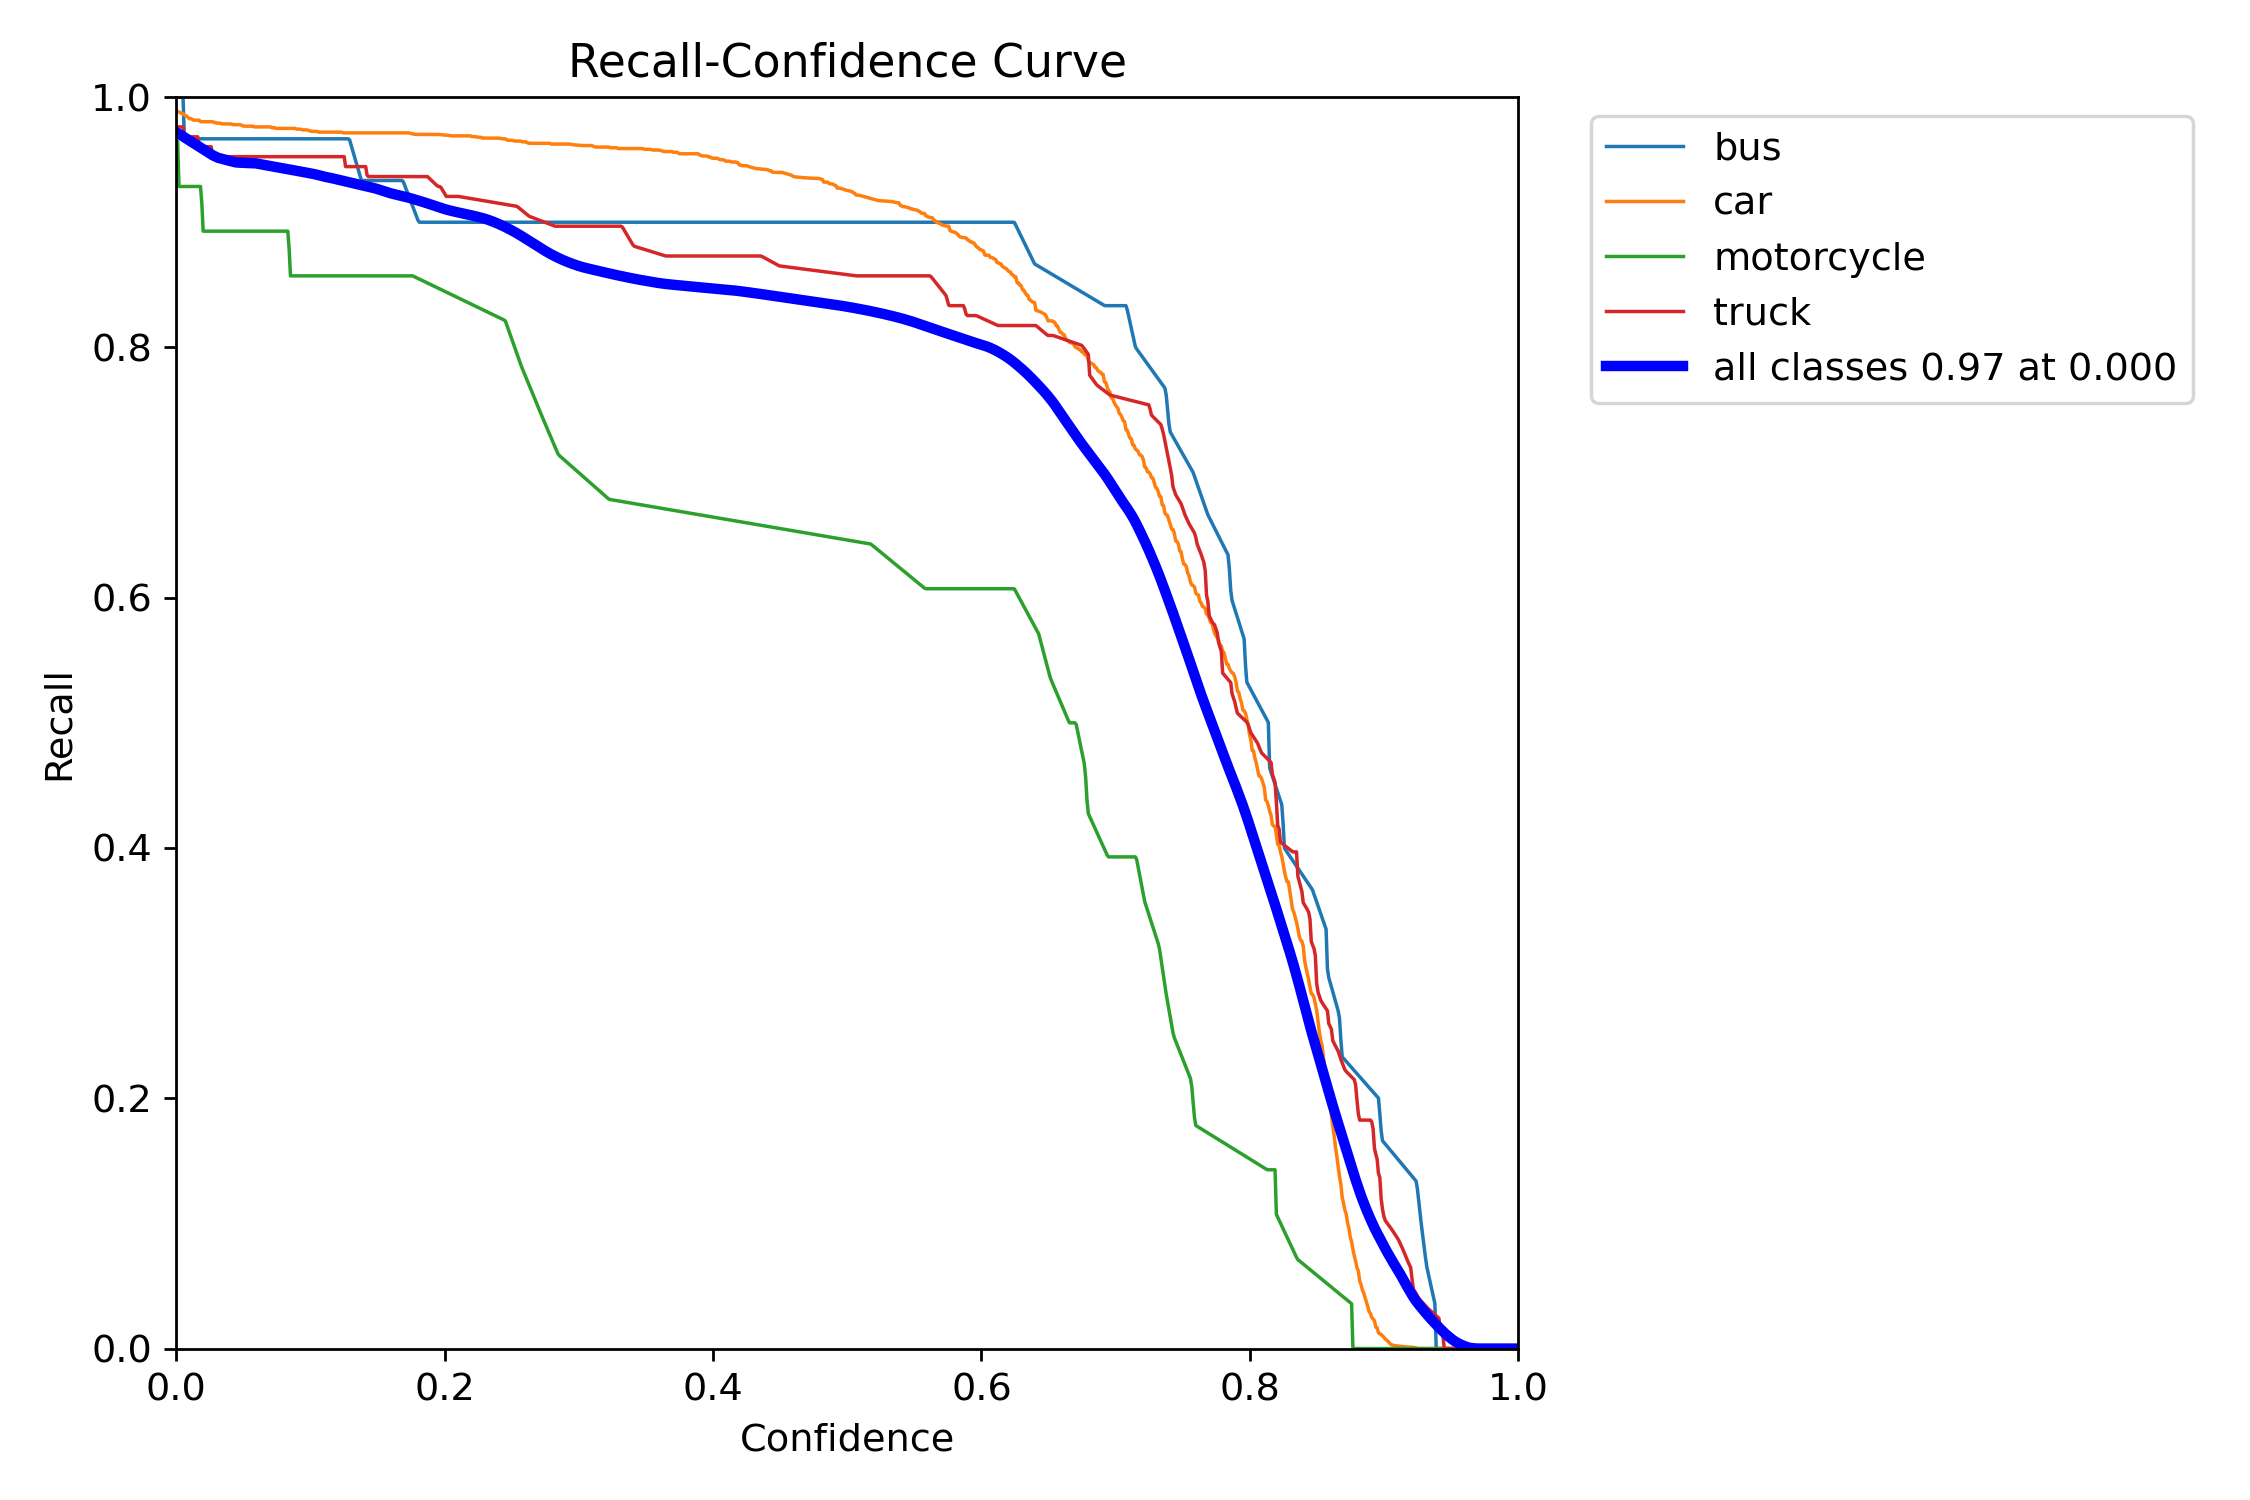 Recall-Confidence Curve
1.0
0.8
0.6
0.4
0.2
0.0
Recall
0.0 0.2 0.4 0.6 0.8 1.0
Confidence
bus
car
motorcycle
truck
all classes 0.97 at 0.000